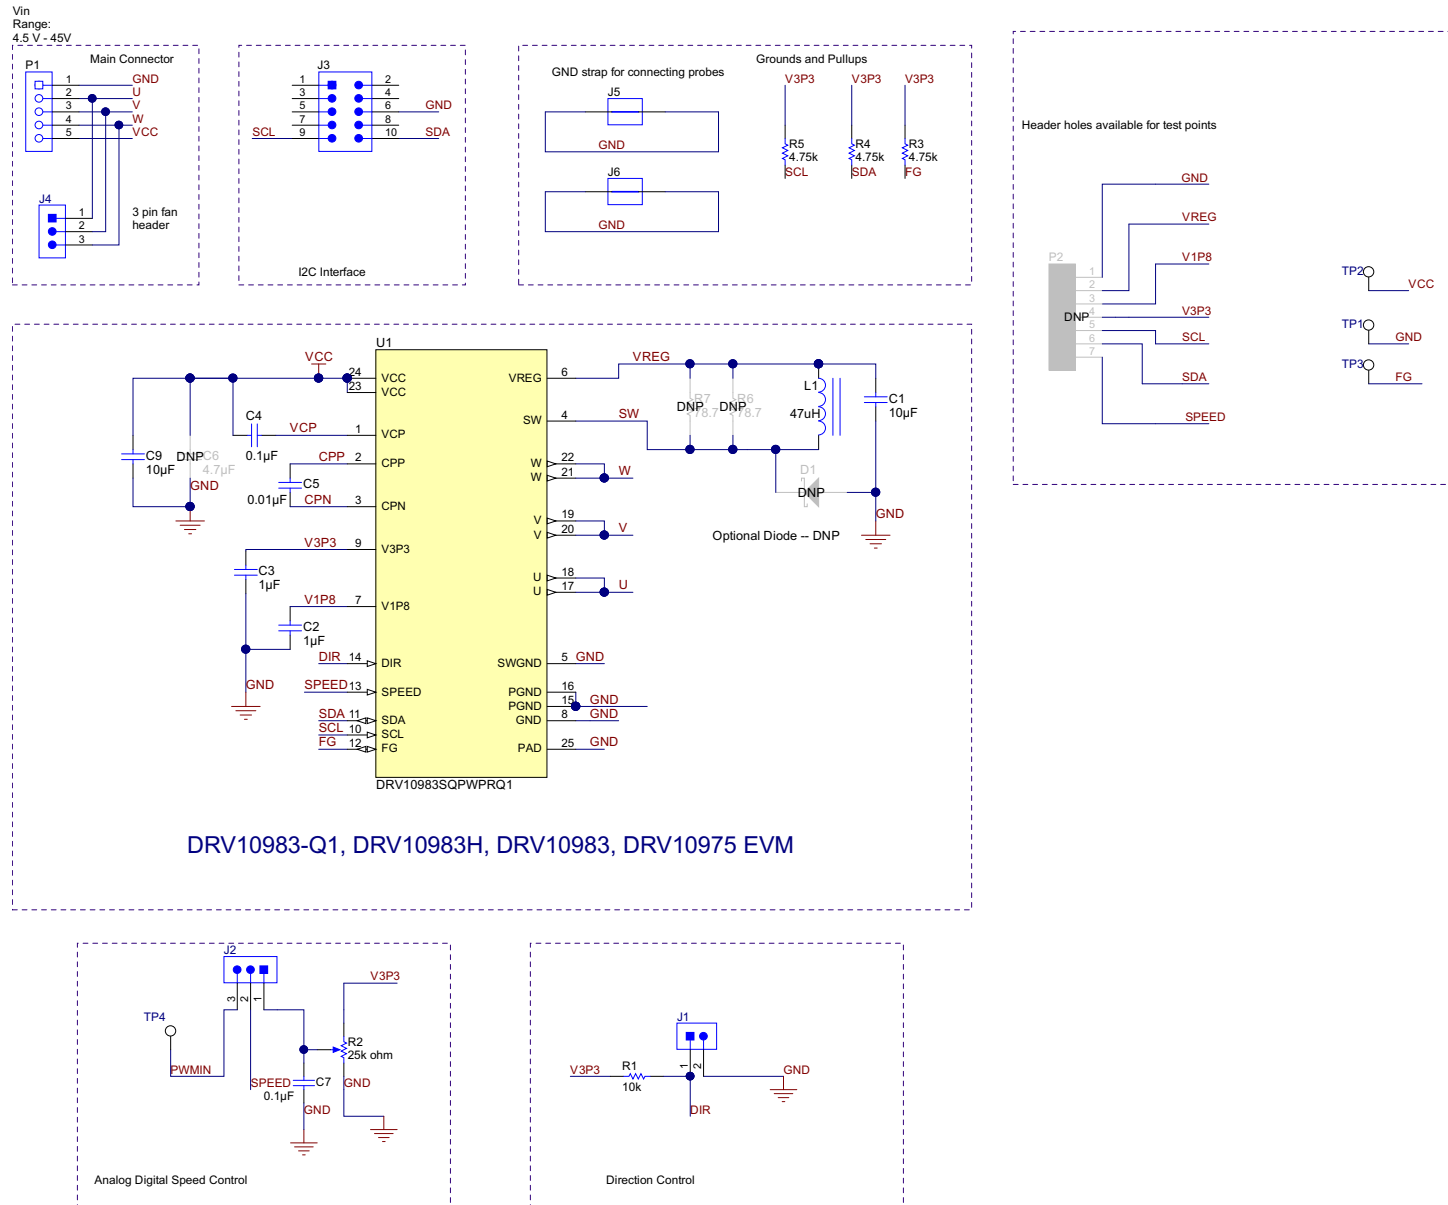 Vin
Range:
4.5 V - 45V
P1
Main Connector
1
GND
2
U
3
V
4
W
5
VCC
J4
1
2
3
3 pin fan
header
J3
1
2
3
4
5
6
GND
7
8
SCL
9
10
SDA
I2C Interface
GND strap for connecting probes
J5
GND
J6
GND
Grounds and Pullups
V3P3
V3P3
V3P3
R5
4.75k
SCL
R4
4.75k
SDA
R3
4.75k
FG
Header holes available for test points
GND
VREG
V1P8
V3P3
SCL
SDA
SPEED
P2
DNP
1
2
3
4
5
6
7
TP2
VCC
TP1
GND
TP3
FG
U1
VCC
24
VCC
23
VCC
C4
0.1µF
VCP
1
VCP
C9
10µF
DNP
C6
4.7µF
GND
CPP
2
CPP
C5
0.01µF
CPN
3
CPN
V3P3
9
V3P3
C3
1µF
V1P8
7
V1P8
C2
1µF
GND
DIR
14
DIR
SPEED
13
SPEED
SDA
11
SDA
SCL
10
SCL
FG
12
FG
VREG
6
VREG
SW
4
SW
DNP
R7
78.7
DNP
R6
78.7
L1
47uH
C1
10µF
W
22
W
21
W
D1
DNP
GND
Optional Diode -- DNP
V
19
V
20
V
U
18
U
17
U
SWGND
5
GND
PGND
16
PGND
15
GND
GND
8
GND
PAD
25
GND
DRV10983SQPWPRQ1
DRV10983-Q1, DRV10983H, DRV10983, DRV10975 EVM
J2
3
2
1
V3P3
TP4
R2
25k ohm
PWMIN
SPEED
C7
0.1µF
GND
GND
Analog Digital Speed Control
J1
1
2
V3P3
R1
10k
GND
DIR
Direction Control